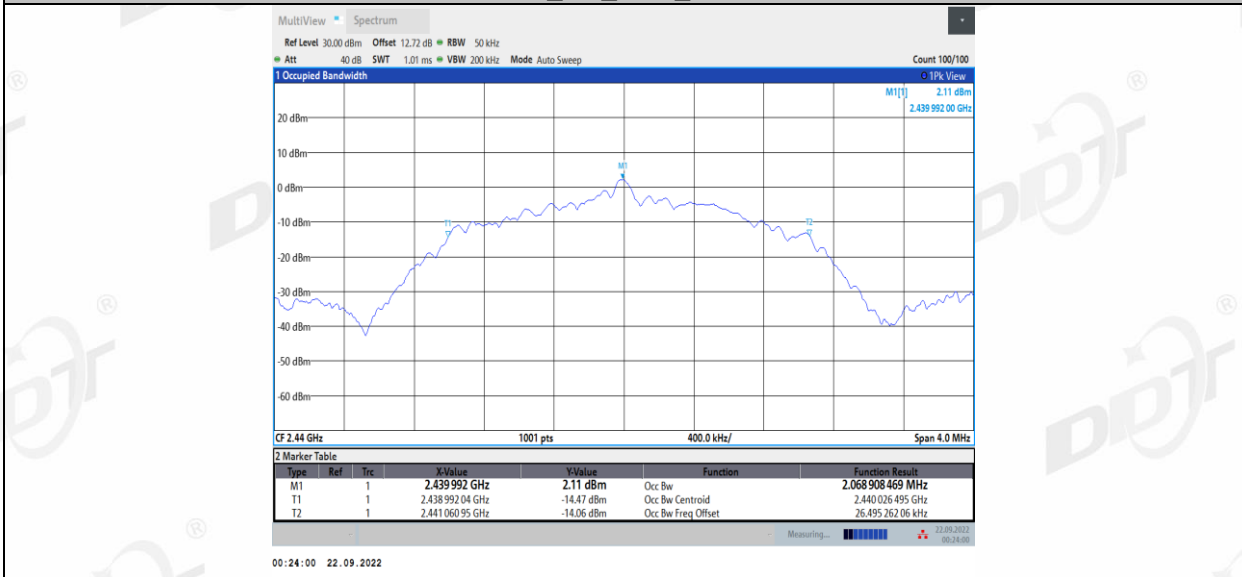 MultiView Spectrum
Ref Level 30.00 dBm Offset 12.72 dB RBW 50 kHz
Att 40 dB SWT 1.01 ms VBW 200 kHz Mode Auto Sweep Count 100/100
1 Occupied Bandwidth 1Pk View
M1[1] 2.11 dBm
2.439 992 00 GHz
20 dBm
10 dBm
M1
0 dBm
-10 dBm
T1
T2
-20 dBm
-30 dBm
-40 dBm
-50 dBm
-60 dBm
CF 2.44 GHz 1001 pts 400.0 kHz/ Span 4.0 MHz
2 Marker Table
Type Ref Trc X-Value Y-Value Function Function Result
M1 1 2.439 992 GHz 2.11 dBm Occ Bw 2.068 908 469 MHz
T1 1 2.438 992 04 GHz -14.47 dBm Occ Bw Centroid 2.440 026 495 GHz
T2 1 2.441 060 95 GHz -14.06 dBm Occ Bw Freq Offset 26.495 262 06 kHz
Measuring... 22.09.2022
00:24:00
00:24:00 22.09.2022